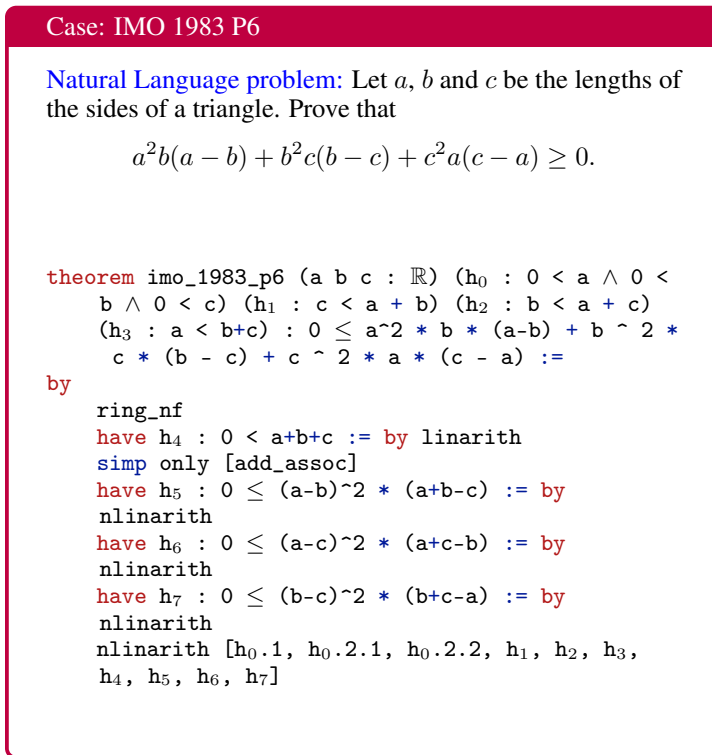 Case: IMO 1983 P6
Natural Language problem: Let a, b and c be the lengths of
the sides of a triangle. Prove that
a²b(a − b) + b²c(b − c) + c²a(c − a) ≥ 0.
theorem imo_1983_p6 (a b c : ℝ) (h₀ : 0 < a ∧ 0 <
b ∧ 0 < c) (h₁ : c < a + b) (h₂ : b < a + c)
(h₃ : a < b+c) : 0 ≤ a^2 * b * (a-b) + b ^ 2 *
c * (b - c) + c ^ 2 * a * (c - a) :=
by
ring_nf
have h₄ : 0 < a+b+c := by linarith
simp only [add_assoc]
have h₅ : 0 ≤ (a-b)^2 * (a+b-c) := by
nlinarith
have h₆ : 0 ≤ (a-c)^2 * (a+c-b) := by
nlinarith
have h₇ : 0 ≤ (b-c)^2 * (b+c-a) := by
nlinarith
nlinarith [h₀.1, h₀.2.1, h₀.2.2, h₁, h₂, h₃,
h₄, h₅, h₆, h₇]